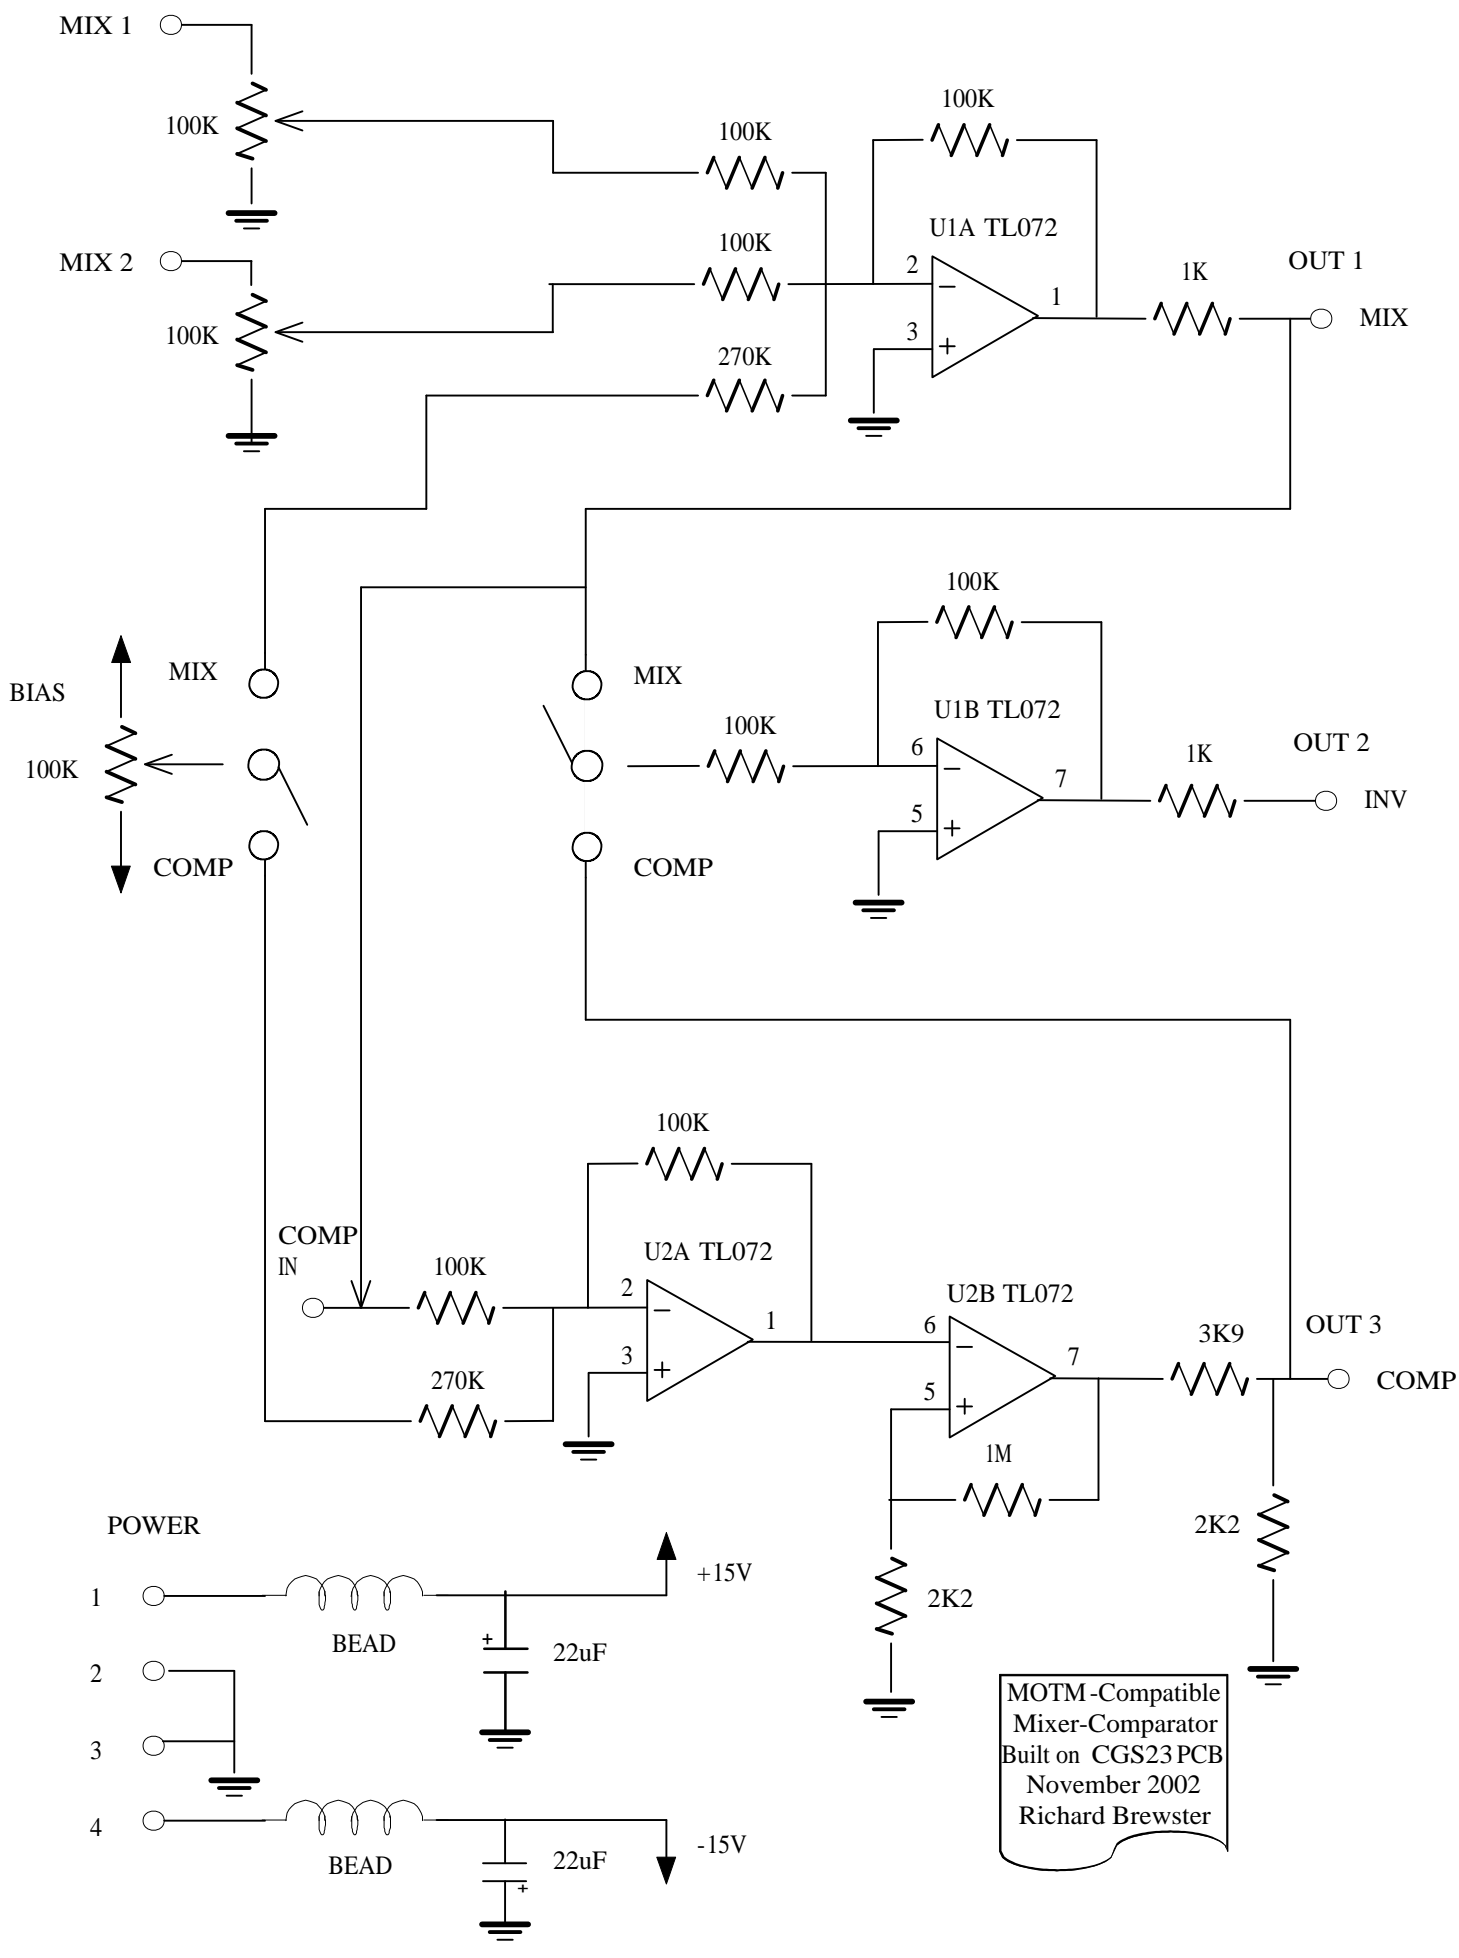 MIX 1
100K
100K
100K
U1A TL072
MIX 2
100K
100K
2
3
1
1K
OUT 1
MIX
270K
BIAS
100K
MIX
COMP
MIX
COMP
100K
100K
U1B TL072
6
5
7
1K
OUT 2
INV
COMP
IN
100K
270K
100K
U2A TL072
2
3
1
U2B TL072
6
5
7
1M
2K2
3K9
OUT 3
COMP
2K2
POWER
1
2
3
4
BEAD
+
22uF
+15V
BEAD
+
22uF
-15V
MOTM-Compatible
Mixer-Comparator
Built on CGS23 PCB
November 2002
Richard Brewster